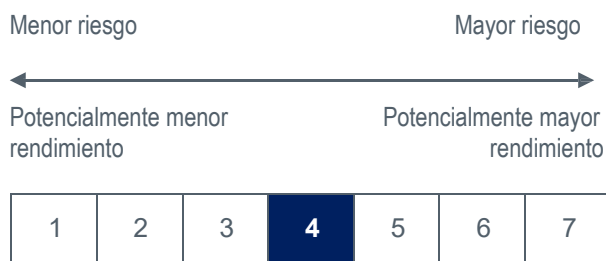 Menor riesgo Mayor riesgo
Potencialmente menor Potencialmente mayor
rendimiento rendimiento
1 2 3 4 5 6 7